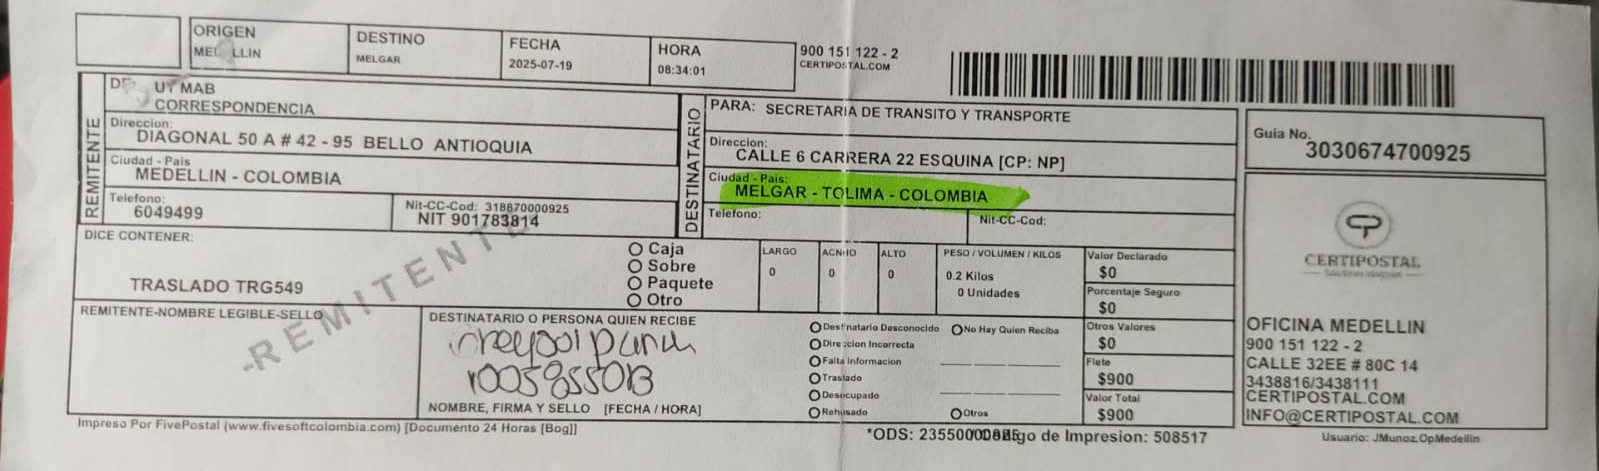 ORIGEN
MEDELLIN
DESTINO
MELGAR
FECHA
2025-07-19
HORA
08:34:01
900 151 122 - 2
CERTIPOSTAL.COM
REMITENTE
DE: UY MAB
CORRESPONDENCIA
Direccion:
DIAGONAL 50 A # 42 - 95 BELLO ANTIOQUIA
Ciudad - Pais
MEDELLIN - COLOMBIA
Telefono:
6049499
Nit-CC-Cod: 318870000925
NIT 901783814
DESTINATARIO
PARA: SECRETARIA DE TRANSITO Y TRANSPORTE
Direccion:
CALLE 6 CARRERA 22 ESQUINA [CP: NP]
Ciudad - Pais:
MELGAR - TOLIMA - COLOMBIA
Telefono:
Nit-CC-Cod:
Guia No.
3030674700925
DICE CONTENER:
TRASLADO TRG549
Caja
Sobre
Paquete
Otro
LARGO
0
ACNHO
0
ALTO
0
PESO / VOLUMEN / KILOS
0.2 Kilos
0 Unidades
Valor Declarado
$0
Porcentaje Seguro
$0
Otros Valores
$0
Flete
$900
Valor Total
$900
-REMITENTE
REMITENTE-NOMBRE LEGIBLE-SELLO
DESTINATARIO O PERSONA QUIEN RECIBE
1005855013
NOMBRE, FIRMA Y SELLO [FECHA / HORA]
Destinatario Desconocido
No Hay Quien Reciba
Direccion Incorrecta
Falta Informacion
Traslado
Desocupado
Rehusado
Otros
CERTIPOSTAL
OFICINA MEDELLIN
900 151 122 - 2
CALLE 32EE # 80C 14
3438816/3438111
CERTIPOSTAL.COM
INFO@CERTIPOSTAL.COM
Impreso Por FivePostal (www.fivesoftcolombia.com) [Documento 24 Horas [Bog]]
*ODS: 23550000 Codigo de Impresion: 508517
Usuario: JMunoz.OpMedellin